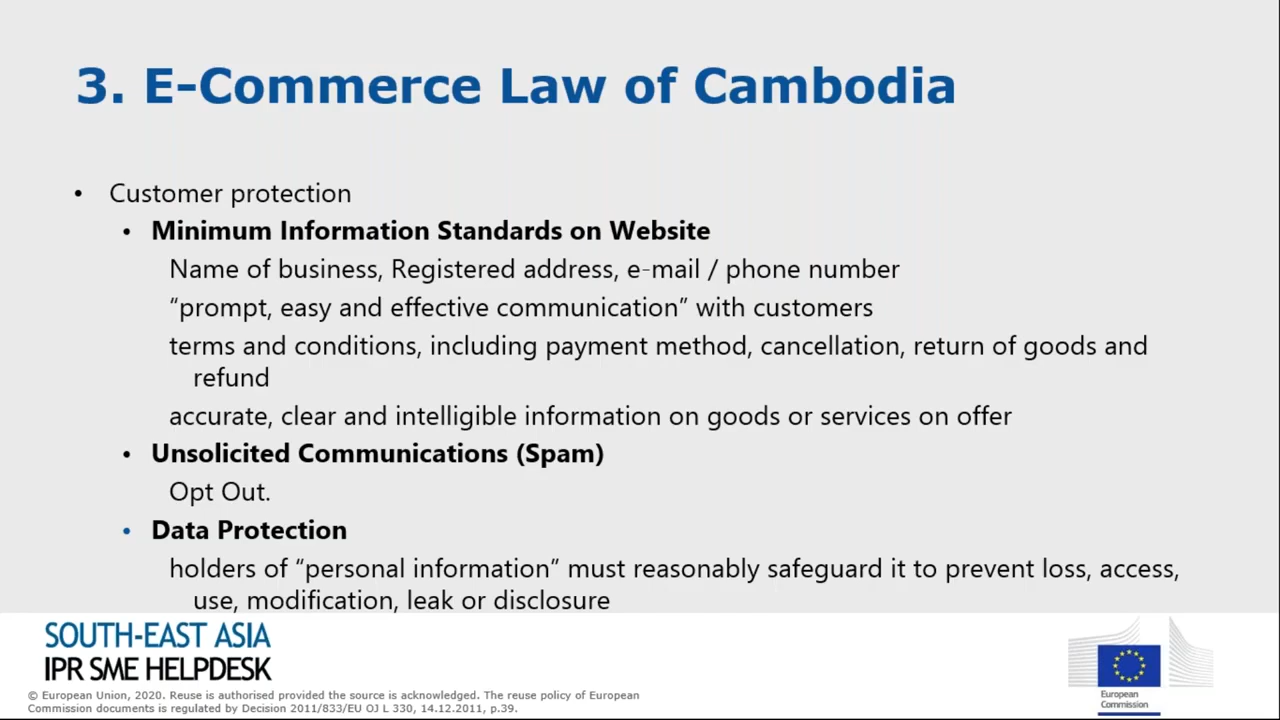 3. E-Commerce Law of Cambodia
• Customer protection
• Minimum Information Standards on Website
Name of business, Registered address, e-mail / phone number
“prompt, easy and effective communication” with customers
terms and conditions, including payment method, cancellation, return of goods and
refund
accurate, clear and intelligible information on goods or services on offer
• Unsolicited Communications (Spam)
Opt Out.
• Data Protection
holders of “personal information” must reasonably safeguard it to prevent loss, access,
use, modification, leak or disclosure
SOUTH-EAST ASIA
IPR SME HELPDESK
© European Union, 2020. Reuse is authorised provided the source is acknowledged. The reuse policy of European
Commission documents is regulated by Decision 2011/833/EU OJ L 330, 14.12.2011, p.39.
European
Commission